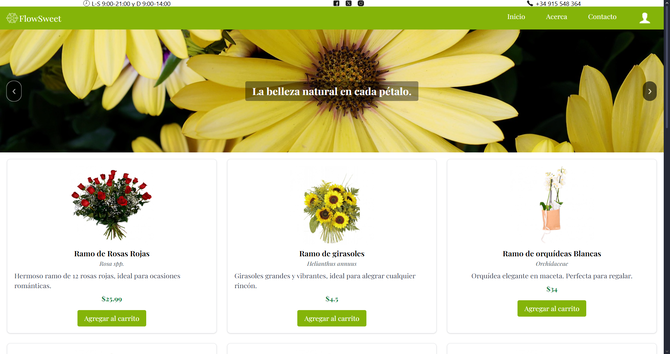 L-S 9:00-21:00 y D 9:00-14:00
+34 915 548 364
FlowSweet
Inicio
Acerca
Contacto
La belleza natural en cada pétalo.
Ramo de Rosas Rojas
Rosa spp.
Hermoso ramo de 12 rosas rojas, ideal para ocasiones
románticas.
$25.99
Agregar al carrito
Ramo de girasoles
Helianthus annuus
Girasoles grandes y vibrantes, ideal para alegrar cualquier
rincón.
$4.5
Agregar al carrito
Ramo de orquídeas Blancas
Orchidaceae
Orquídea elegante en maceta. Perfecta para regalar.
$34
Agregar al carrito